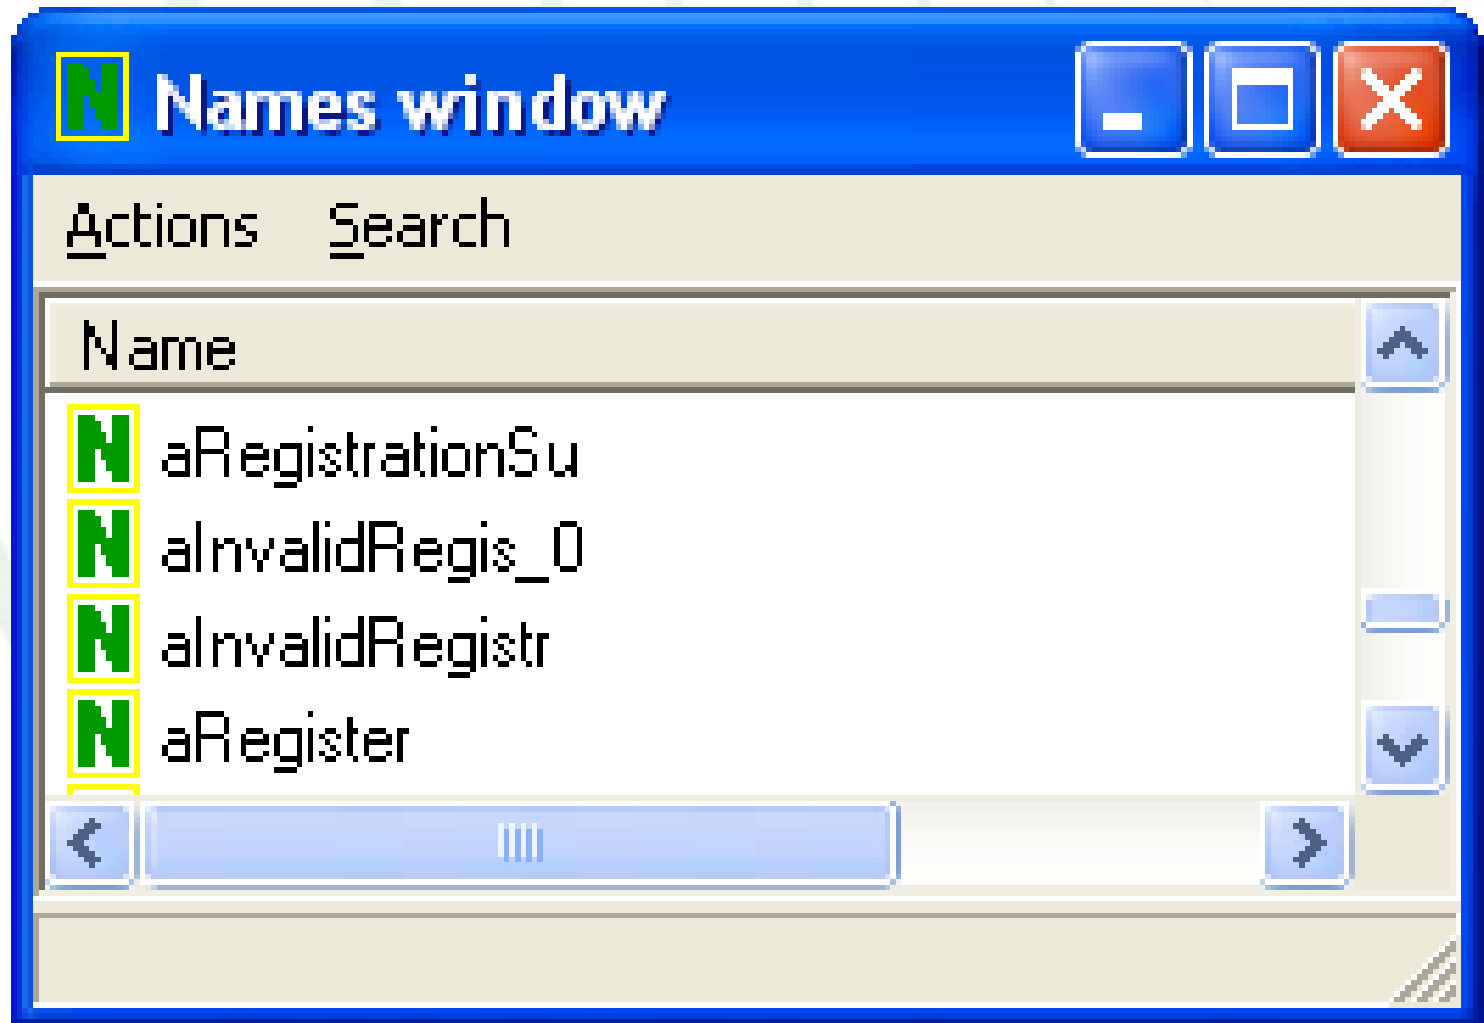 Names window
Actions Search
Name
aRegistrationSu
aInvalidRegis_0
aInvalidRegistr
aRegister